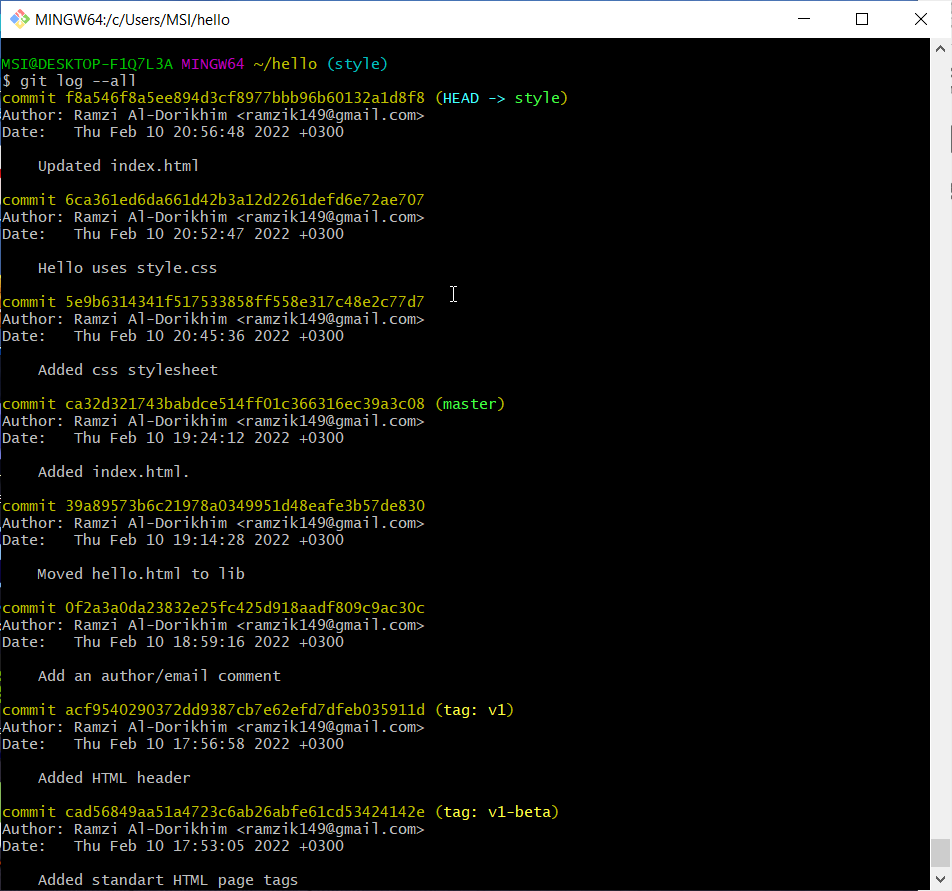 MINGW64:/c/Users/MSI/hello
MSI@DESKTOP-F1Q7L3A MINGW64 ~/hello (style)
$ git log --all
commit f8a546f8a5ee894d3cf8977bbb96b60132a1d8f8 (HEAD -> style)
Author: Ramzi Al-Dorikhim <ramzik149@gmail.com>
Date:   Thu Feb 10 20:56:48 2022 +0300
    Updated index.html
commit 6ca361ed6da661d42b3a12d2261defd6e72ae707
Author: Ramzi Al-Dorikhim <ramzik149@gmail.com>
Date:   Thu Feb 10 20:52:47 2022 +0300
    Hello uses style.css
commit 5e9b6314341f517533858ff558e317c48e2c77d7
Author: Ramzi Al-Dorikhim <ramzik149@gmail.com>
Date:   Thu Feb 10 20:45:36 2022 +0300
    Added css stylesheet
commit ca32d321743babdce514ff01c366316ec39a3c08 (master)
Author: Ramzi Al-Dorikhim <ramzik149@gmail.com>
Date:   Thu Feb 10 19:24:12 2022 +0300
    Added index.html.
commit 39a89573b6c21978a0349951d48eafe3b57de830
Author: Ramzi Al-Dorikhim <ramzik149@gmail.com>
Date:   Thu Feb 10 19:14:28 2022 +0300
    Moved hello.html to lib
commit 0f2a3a0da23832e25fc425d918aadf809c9ac30c
Author: Ramzi Al-Dorikhim <ramzik149@gmail.com>
Date:   Thu Feb 10 18:59:16 2022 +0300
    Add an author/email comment
commit acf9540290372dd9387cb7e62efd7dfeb035911d (tag: v1)
Author: Ramzi Al-Dorikhim <ramzik149@gmail.com>
Date:   Thu Feb 10 17:56:58 2022 +0300
    Added HTML header
commit cad56849aa51a4723c6ab26abfe61cd53424142e (tag: v1-beta)
Author: Ramzi Al-Dorikhim <ramzik149@gmail.com>
Date:   Thu Feb 10 17:53:05 2022 +0300
    Added standart HTML page tags